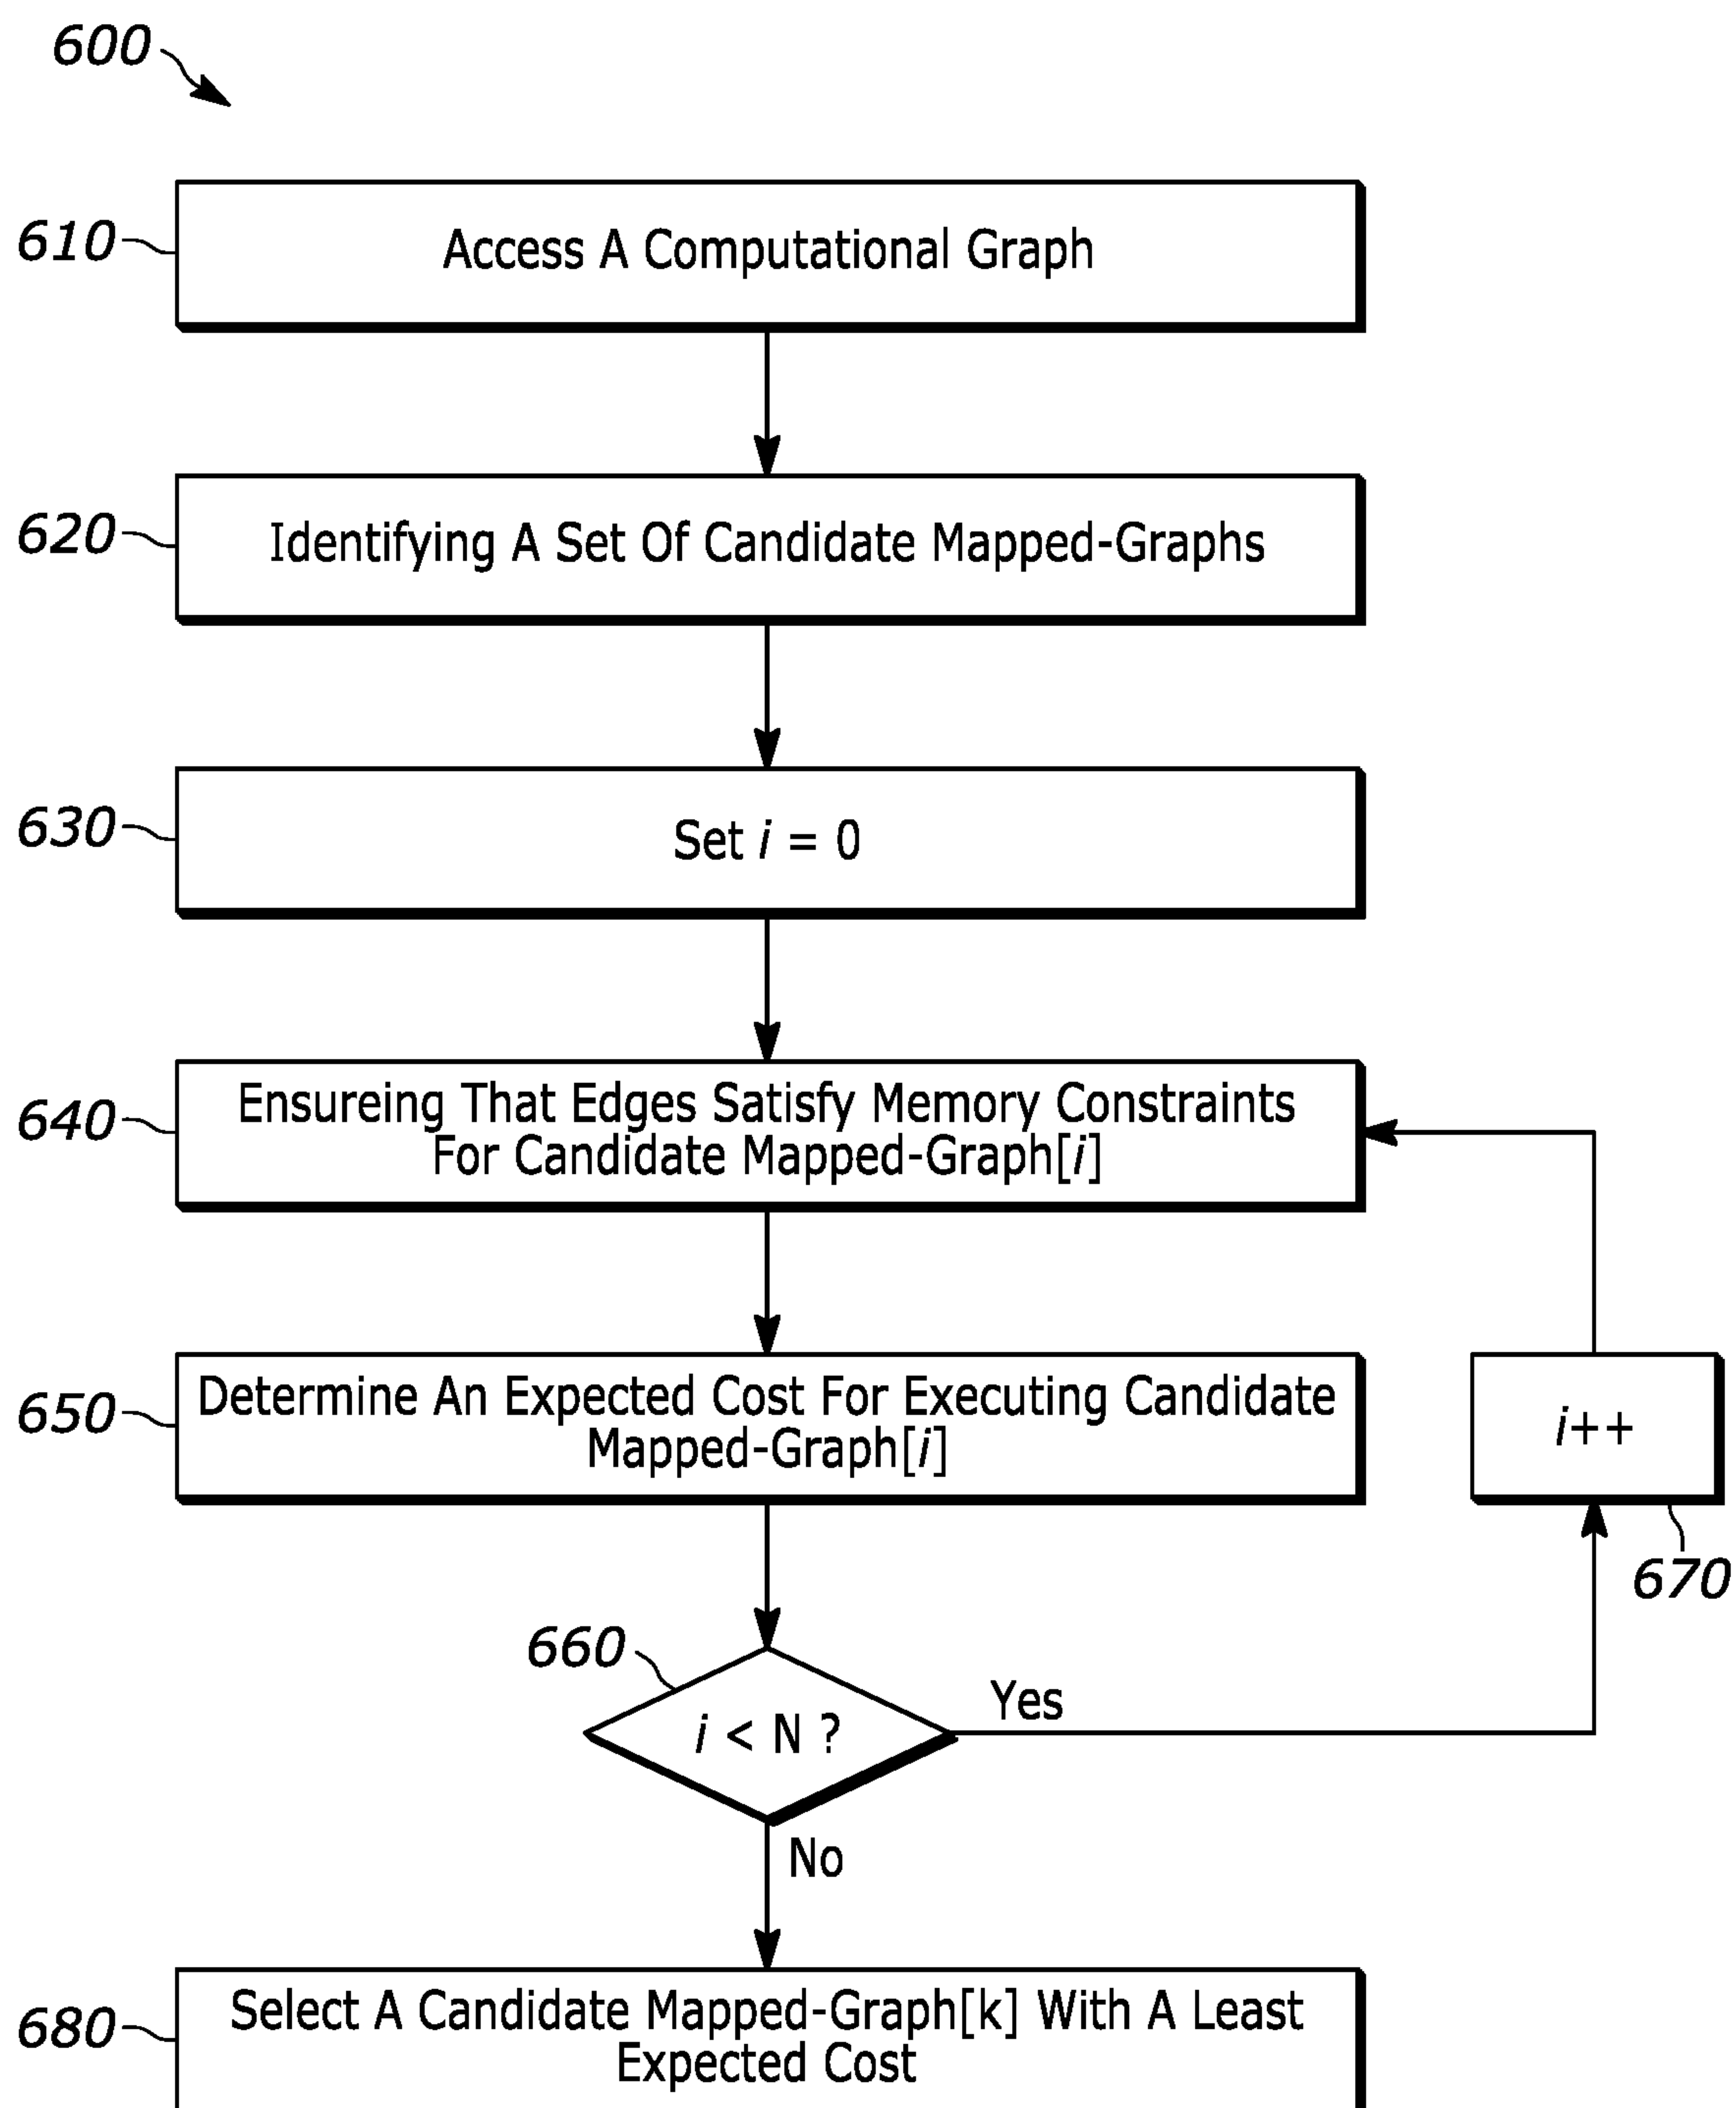 600
610
Access A Computational Graph
620
Identifying A Set Of Candidate Mapped-Graphs
630
Set i = 0
640
Ensureing That Edges Satisfy Memory Constraints
For Candidate Mapped-Graph[i]
650
Determine An Expected Cost For Executing Candidate
Mapped-Graph[i]
i++
670
660
i < N ?
Yes
No
680
Select A Candidate Mapped-Graph[k] With A Least
Expected Cost